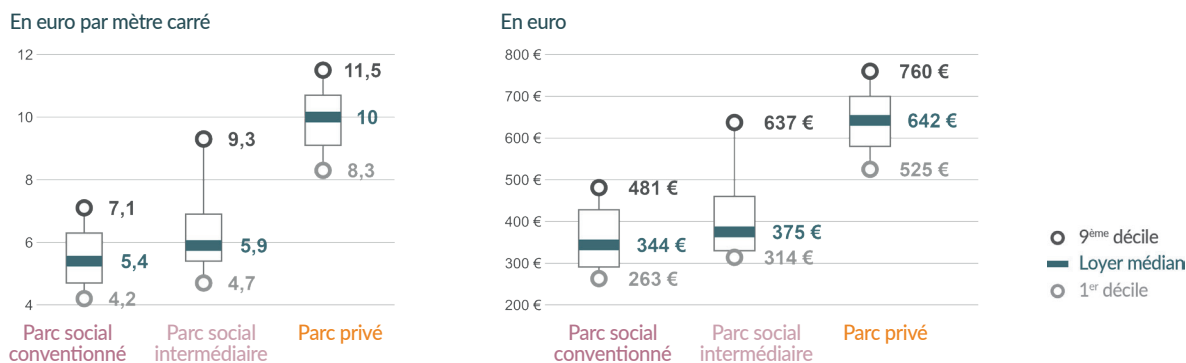 En euro par mètre carré
12
10
8
6
4
11,5
10
8,3
9,3
5,9
4,7
7,1
5,4
4,2
Parc social
conventionné
Parc social
intermédiaire
Parc privé
En euro
800 €
700 €
600 €
500 €
400 €
300 €
200 €
760 €
642 €
525 €
637 €
375 €
314 €
481 €
344 €
263 €
Parc social
conventionné
Parc social
intermédiaire
Parc privé
9ème décile
Loyer médian
1er décile